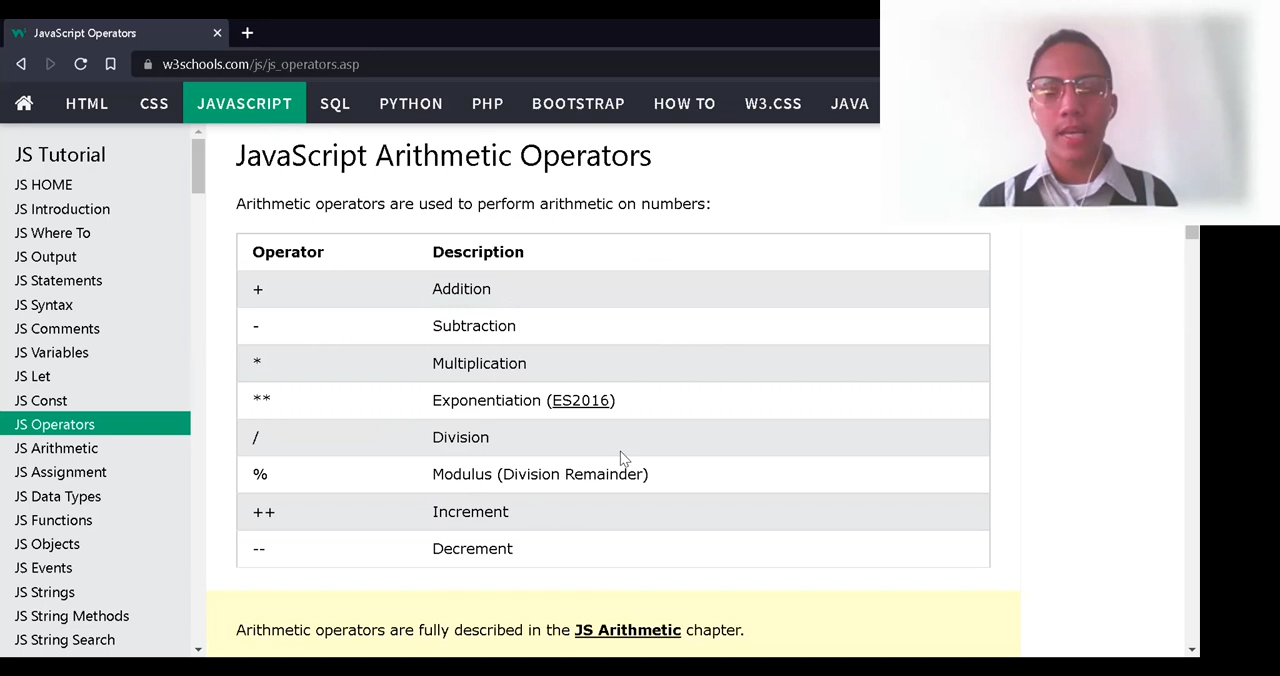 JavaScript Operators
w3schools.com/js/js_operators.asp
HTML CSS JAVASCRIPT SQL PYTHON PHP BOOTSTRAP HOW TO W3.CSS JAVA
JS Tutorial
JS HOME
JS Introduction
JS Where To
JS Output
JS Statements
JS Syntax
JS Comments
JS Variables
JS Let
JS Const
JS Operators
JS Arithmetic
JS Assignment
JS Data Types
JS Functions
JS Objects
JS Events
JS Strings
JS String Methods
JS String Search
JavaScript Arithmetic Operators
Arithmetic operators are used to perform arithmetic on numbers:
Operator Description
+ Addition
- Subtraction
* Multiplication
** Exponentiation (ES2016)
/ Division
% Modulus (Division Remainder)
++ Increment
-- Decrement
Arithmetic operators are fully described in the JS Arithmetic chapter.